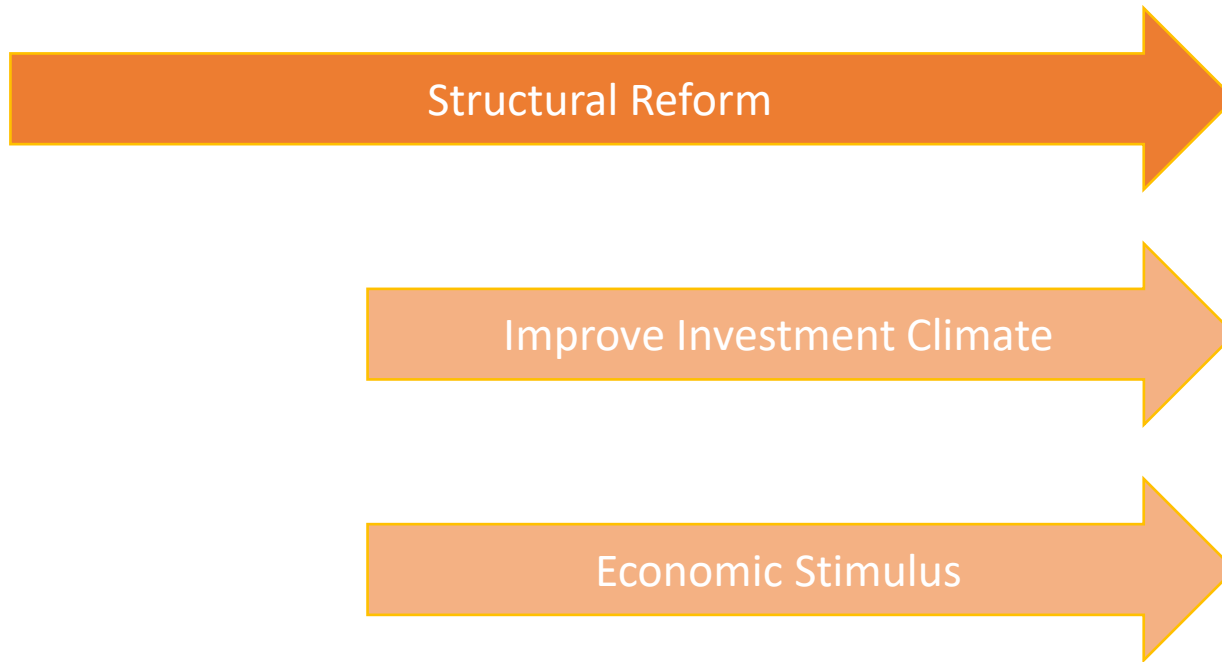 Structural Reform
Improve Investment Climate
Economic Stimulus